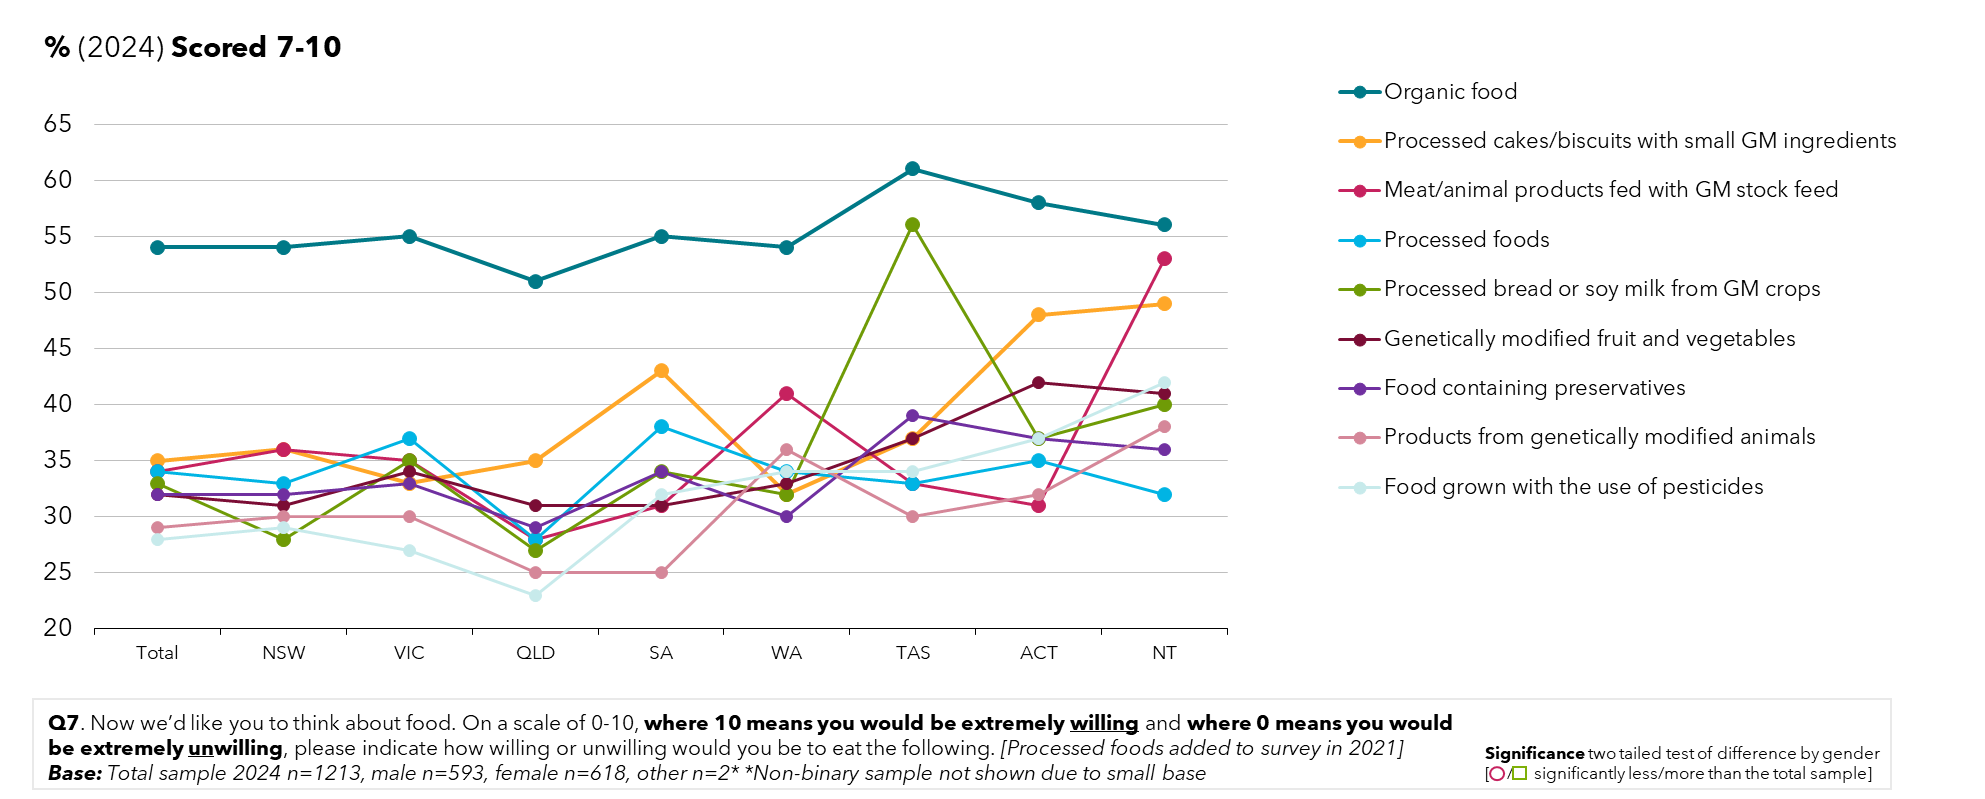 % (2024) Scored 7-10
Organic food
Processed cakes/biscuits with small GM ingredients
Meat/animal products fed with GM stock feed
Processed foods
Processed bread or soy milk from GM crops
Genetically modified fruit and vegetables
Food containing preservatives
Products from genetically modified animals
Food grown with the use of pesticides
65
60
55
50
45
40
35
30
25
20
Total NSW VIC QLD SA WA TAS ACT NT
Q7. Now we’d like you to think about food. On a scale of 0-10, where 10 means you would be extremely willing and where 0 means you would
be extremely unwilling, please indicate how willing or unwilling would you be to eat the following. [Processed foods added to survey in 2021]
Base: Total sample 2024 n=1213, male n=593, female n=618, other n=2* *Non-binary sample not shown due to small base
Significance two tailed test of difference by gender
[/ significantly less/more than the total sample]